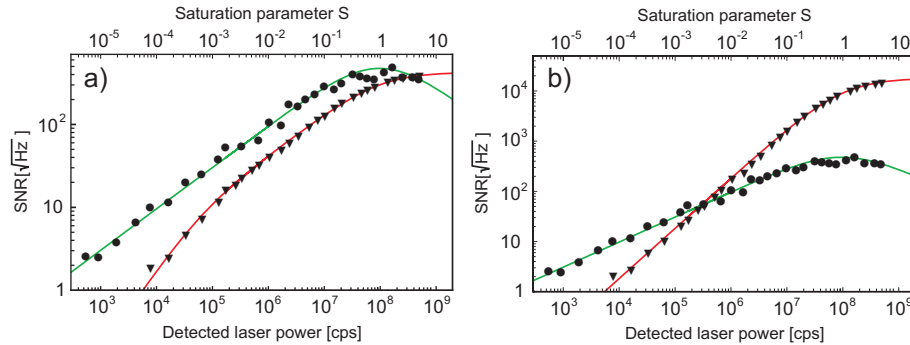 Saturation parameter S
10⁻⁵ 10⁻⁴ 10⁻³ 10⁻² 10⁻¹ 1 10
a)
SNR[√Hz]
10²
10
1
10³ 10⁴ 10⁵ 10⁶ 10⁷ 10⁸ 10⁹
Detected laser power [cps]
Saturation parameter S
10⁻⁵ 10⁻⁴ 10⁻³ 10⁻² 10⁻¹ 1 10
b)
SNR[√Hz]
10⁴
10³
10²
10
1
10³ 10⁴ 10⁵ 10⁶ 10⁷ 10⁸ 10⁹
Detected laser power [cps]